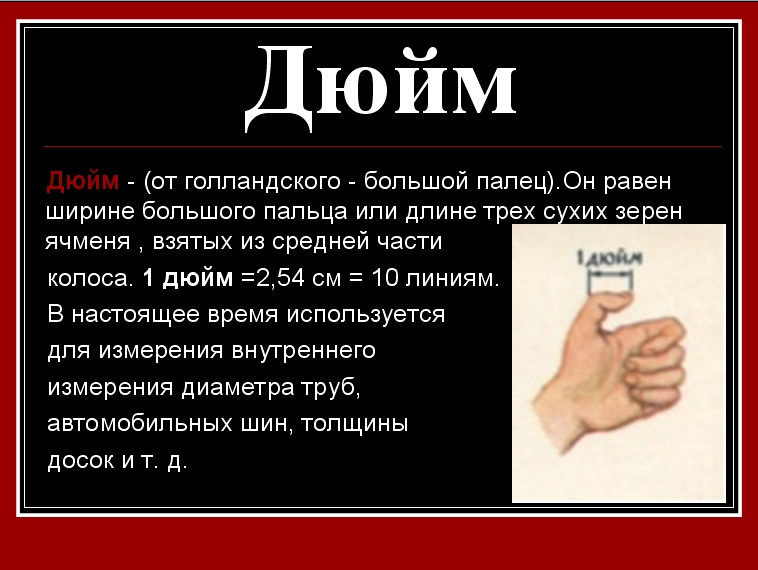 Дюйм
Дюйм - (от голландского - большой палец).Он равен
ширине большого пальца или длине трех сухих зерен
ячменя , взятых из средней части
колоса. 1 дюйм =2,54 см = 10 линиям.
В настоящее время используется
для измерения внутреннего
измерения диаметра труб,
автомобильных шин, толщины
досок и т. д.
1 дюйм